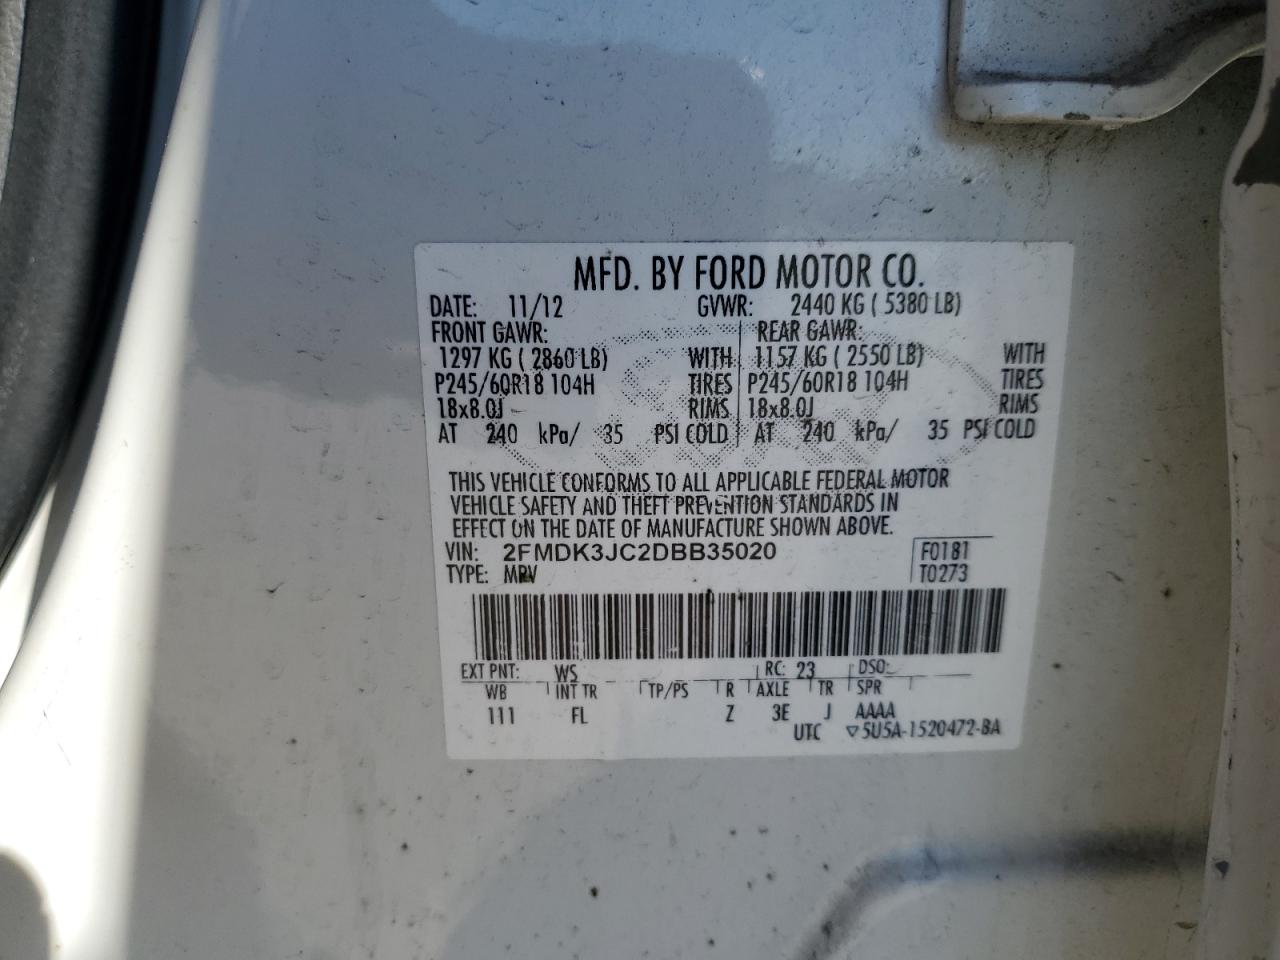 MFD. BY FORD MOTOR CO.
DATE: 11/12 GVWR: 2440 KG ( 5380 LB)
FRONT GAWR: REAR GAWR:
1297 KG ( 2860 LB) WITH 1157 KG ( 2550 LB) WITH
P245/60R18 104H TIRES P245/60R18 104H TIRES
18x8.0J RIMS 18x8.0J RIMS
AT 240 kPa/ 35 PSI COLD AT 240 kPa/ 35 PSI COLD
THIS VEHICLE CONFORMS TO ALL APPLICABLE FEDERAL MOTOR
VEHICLE SAFETY AND THEFT PREVENTION STANDARDS IN
EFFECT ON THE DATE OF MANUFACTURE SHOWN ABOVE.
VIN: 2FMDK3JC2DBB35020 F0181
TYPE: MPV T0273
EXT PNT: WS RC: 23 DSO:
WB INT TR TP/PS R AXLE TR SPR
111 FL Z 3E J AAAA
UTC ▽5U5A-1520472-BA